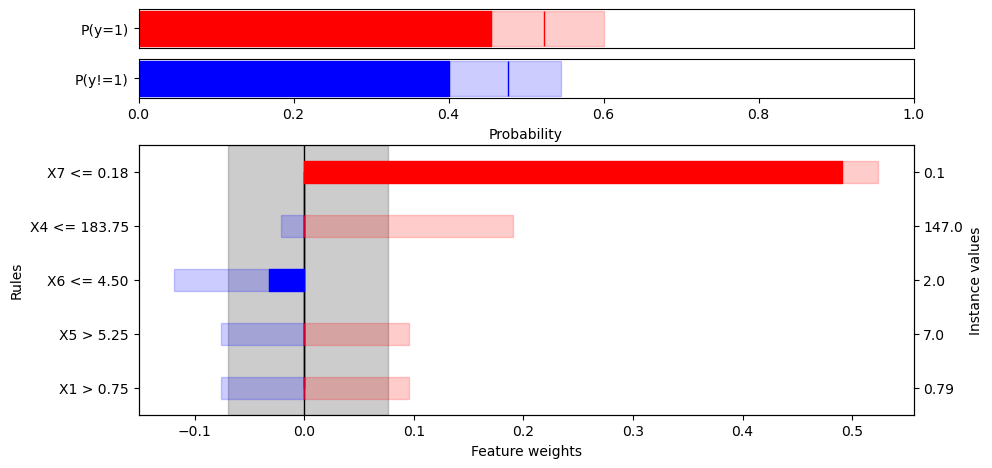 P(y=1)
P(y!=1)
0.0 0.2 0.4 0.6 0.8 1.0
Probability
Rules
X7 <= 0.18 0.1
X4 <= 183.75 147.0
X6 <= 4.50 2.0
X5 > 5.25 7.0
X1 > 0.75 0.79
Instance values
−0.1 0.0 0.1 0.2 0.3 0.4 0.5
Feature weights